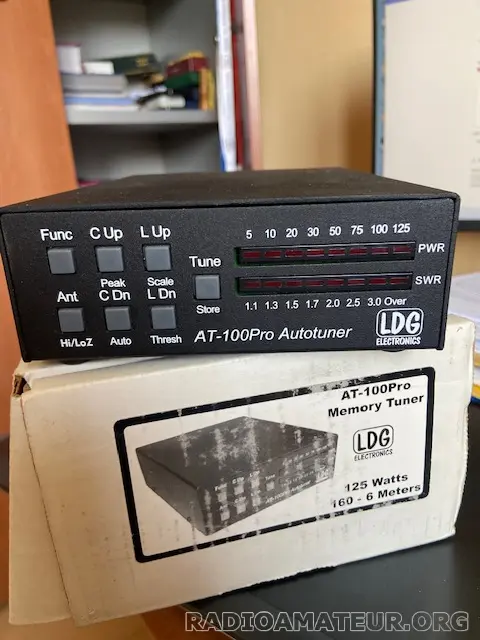 5 10 20 30 50 75 100 125
Func C Up L Up
PWR
Tune
Peak Scale
SWR
Ant C Dn L Dn
Store
1.1 1.3 1.5 1.7 2.0 2.5 3.0 Over
Hi/LoZ Auto Thresh
AT-100Pro Autotuner
LDG
ELECTRONICS
AT-100Pro
Memory Tuner
LDG
ELECTRONICS
125 Watts
160 - 6 Meters
RADIOAMATEUR.ORG